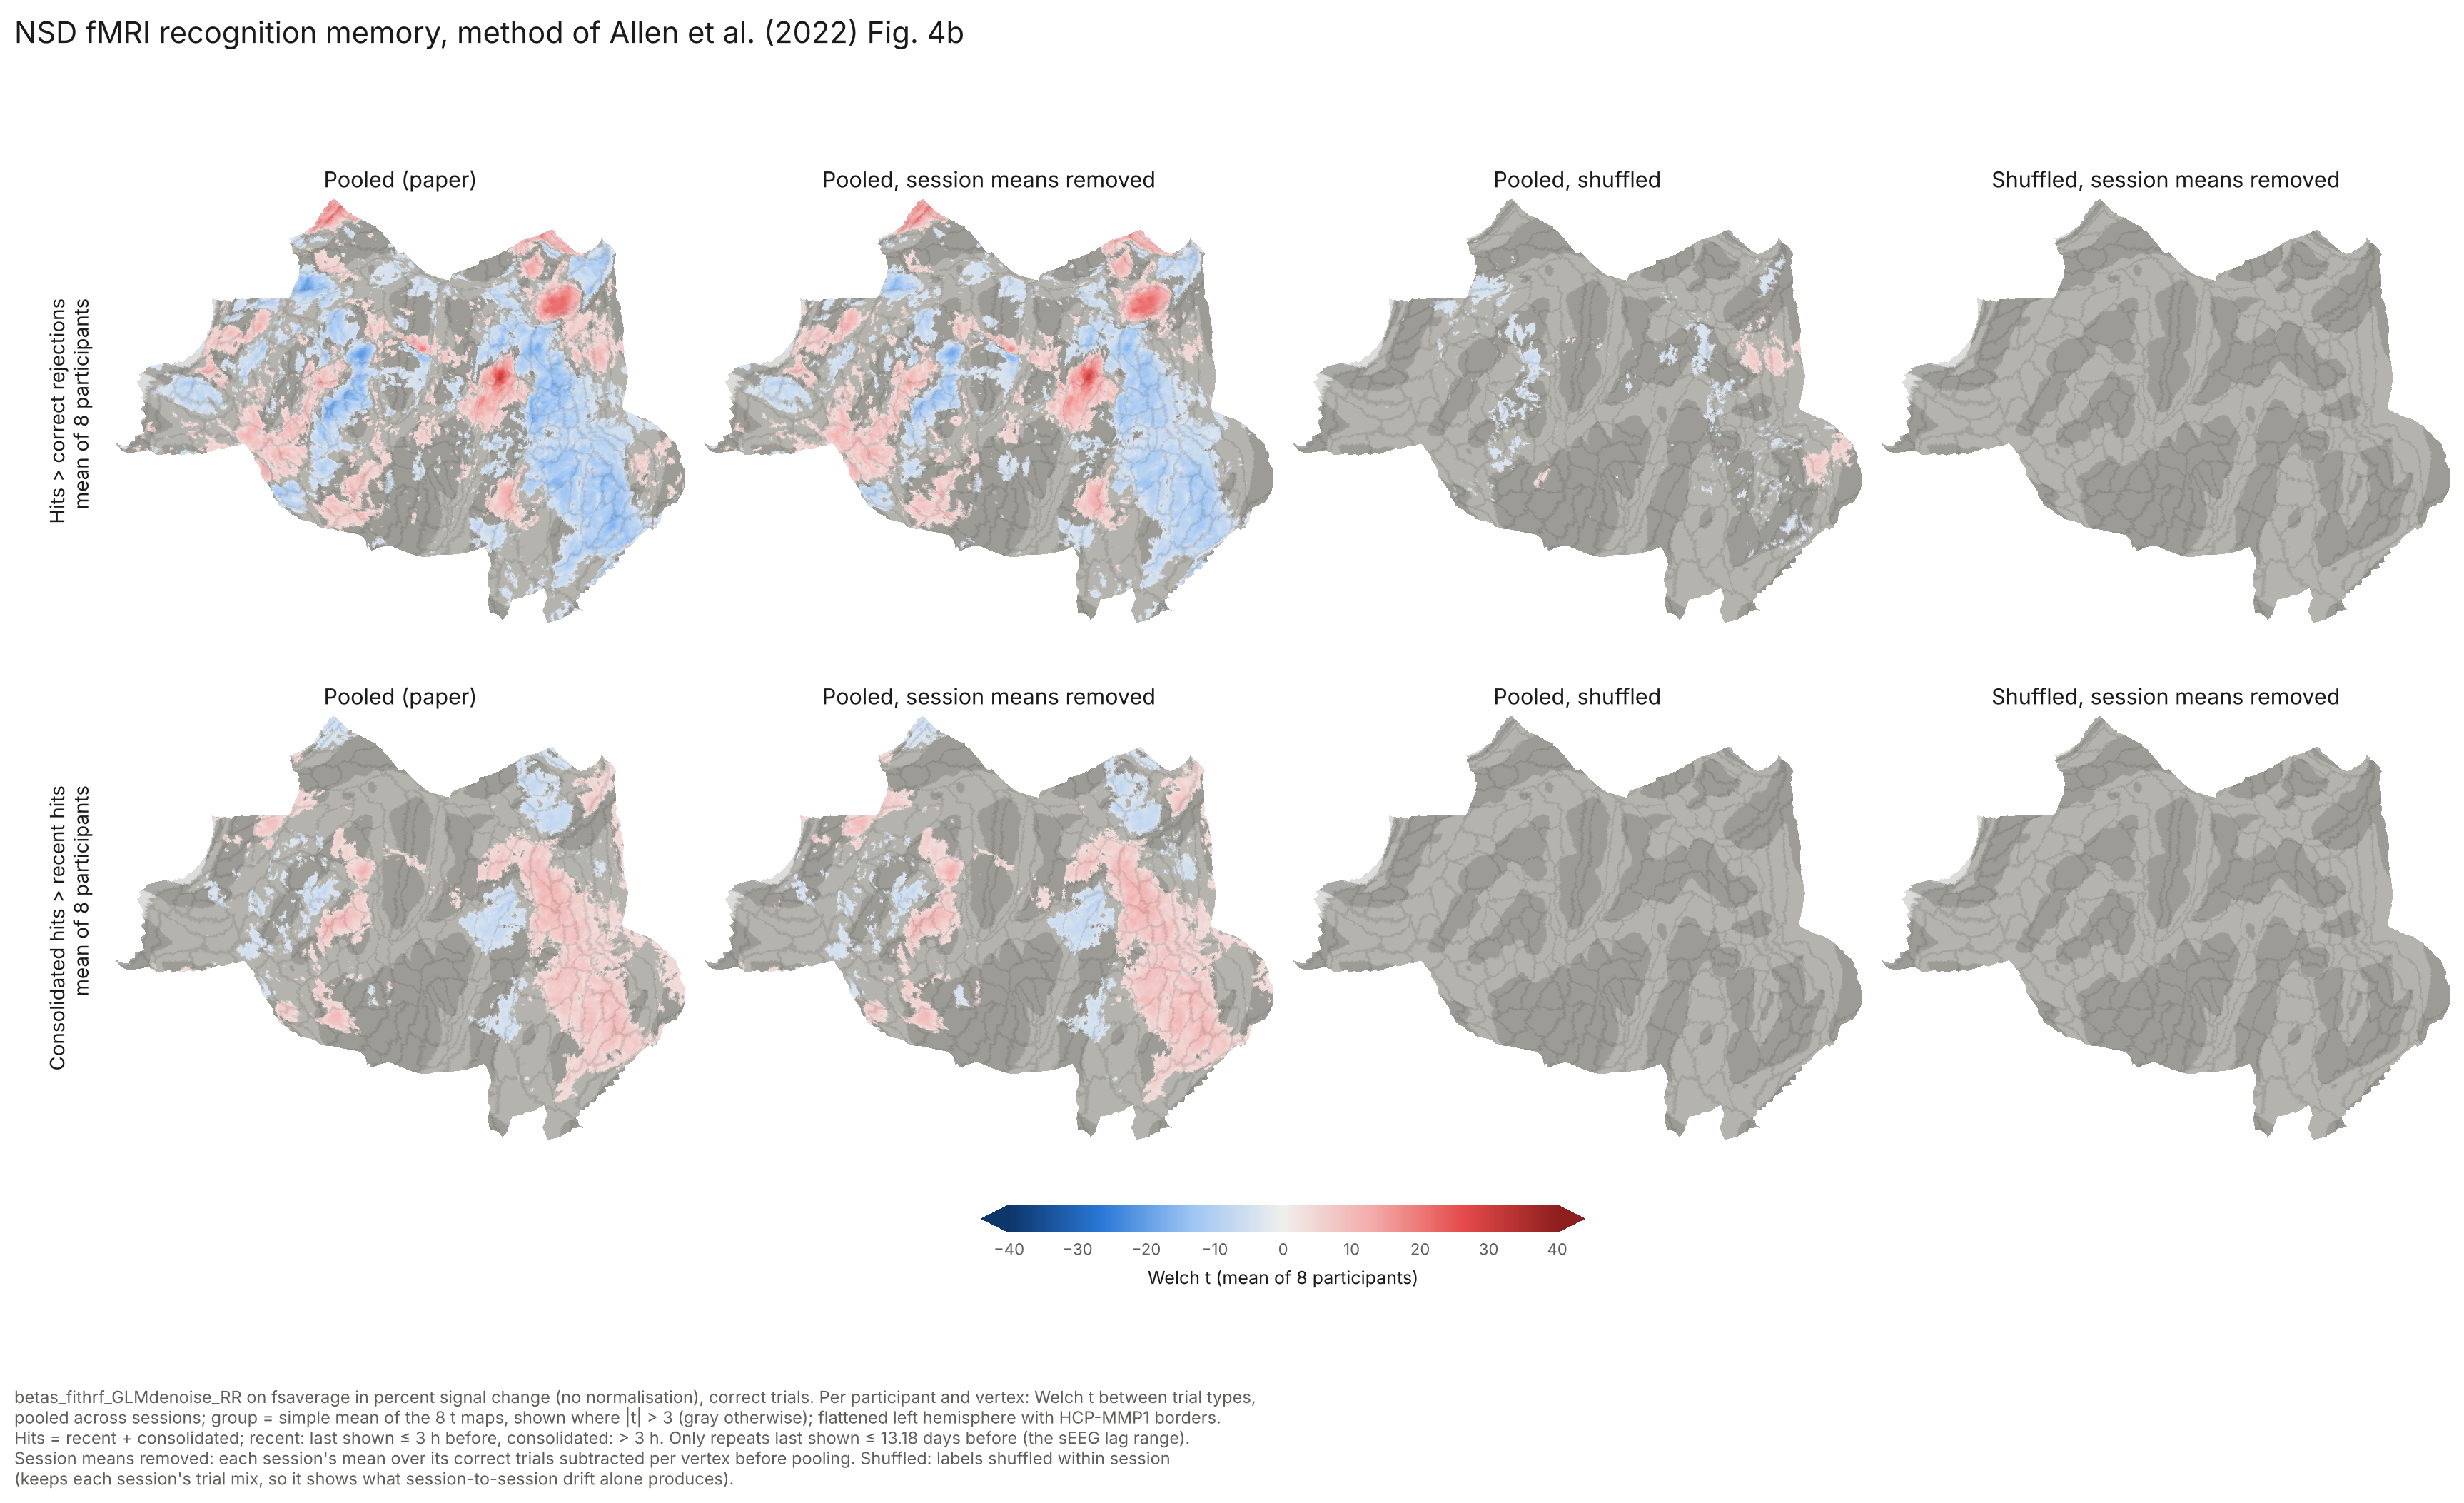 NSD fMRI recognition memory, method of Allen et al. (2022) Fig. 4b
Hits > correct rejections
mean of 8 participants
Pooled (paper)
Pooled, session means removed
Pooled, shuffled
Shuffled, session means removed
Consolidated hits > recent hits
mean of 8 participants
Pooled (paper)
Pooled, session means removed
Pooled, shuffled
Shuffled, session means removed
−40 −30 −20 −10 0 10 20 30 40
Welch t (mean of 8 participants)
betas_fithrf_GLMdenoise_RR on fsaverage in percent signal change (no normalisation), correct trials. Per participant and vertex: Welch t between trial types,
pooled across sessions; group = simple mean of the 8 t maps, shown where |t| > 3 (gray otherwise); flattened left hemisphere with HCP-MMP1 borders.
Hits = recent + consolidated; recent: last shown ≤ 3 h before, consolidated: > 3 h. Only repeats last shown ≤ 13.18 days before (the sEEG lag range).
Session means removed: each session's mean over its correct trials subtracted per vertex before pooling. Shuffled: labels shuffled within session
(keeps each session's trial mix, so it shows what session-to-session drift alone produces).